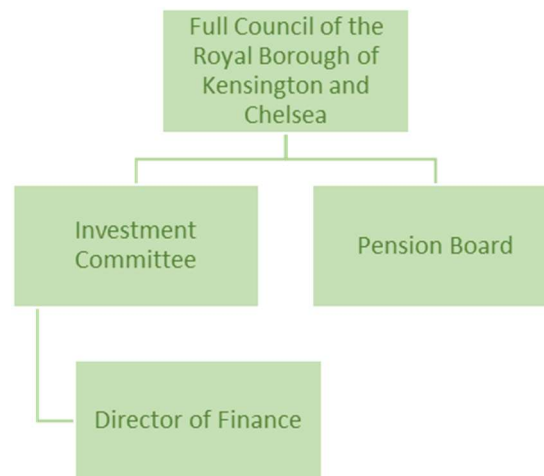 Full Council of the
Royal Borough of
Kensington and
Chelsea
Investment
Committee
Pension Board
Director of Finance